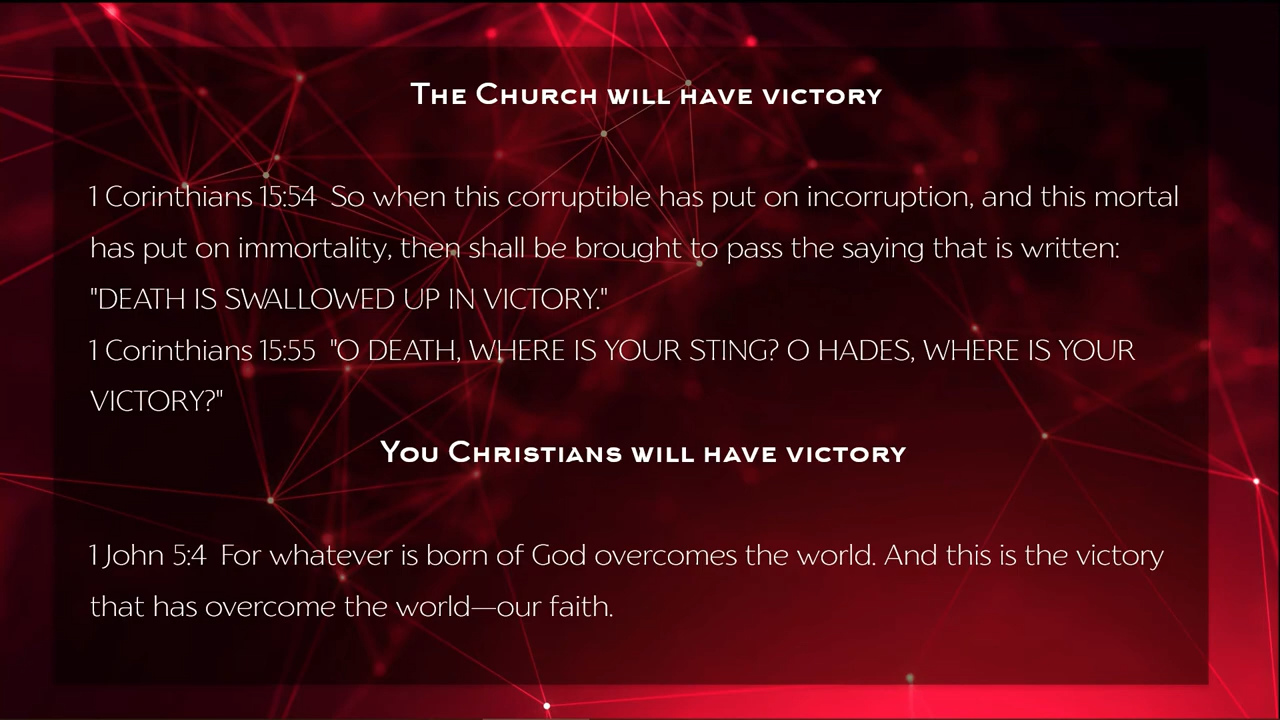 The Church will have victory
1 Corinthians 15:54  So when this corruptible has put on incorruption, and this mortal
has put on immortality, then shall be brought to pass the saying that is written:
"DEATH IS SWALLOWED UP IN VICTORY."
1 Corinthians 15:55  "O DEATH, WHERE IS YOUR STING? O HADES, WHERE IS YOUR
VICTORY?"
You Christians will have victory
1 John 5:4  For whatever is born of God overcomes the world. And this is the victory
that has overcome the world—our faith.